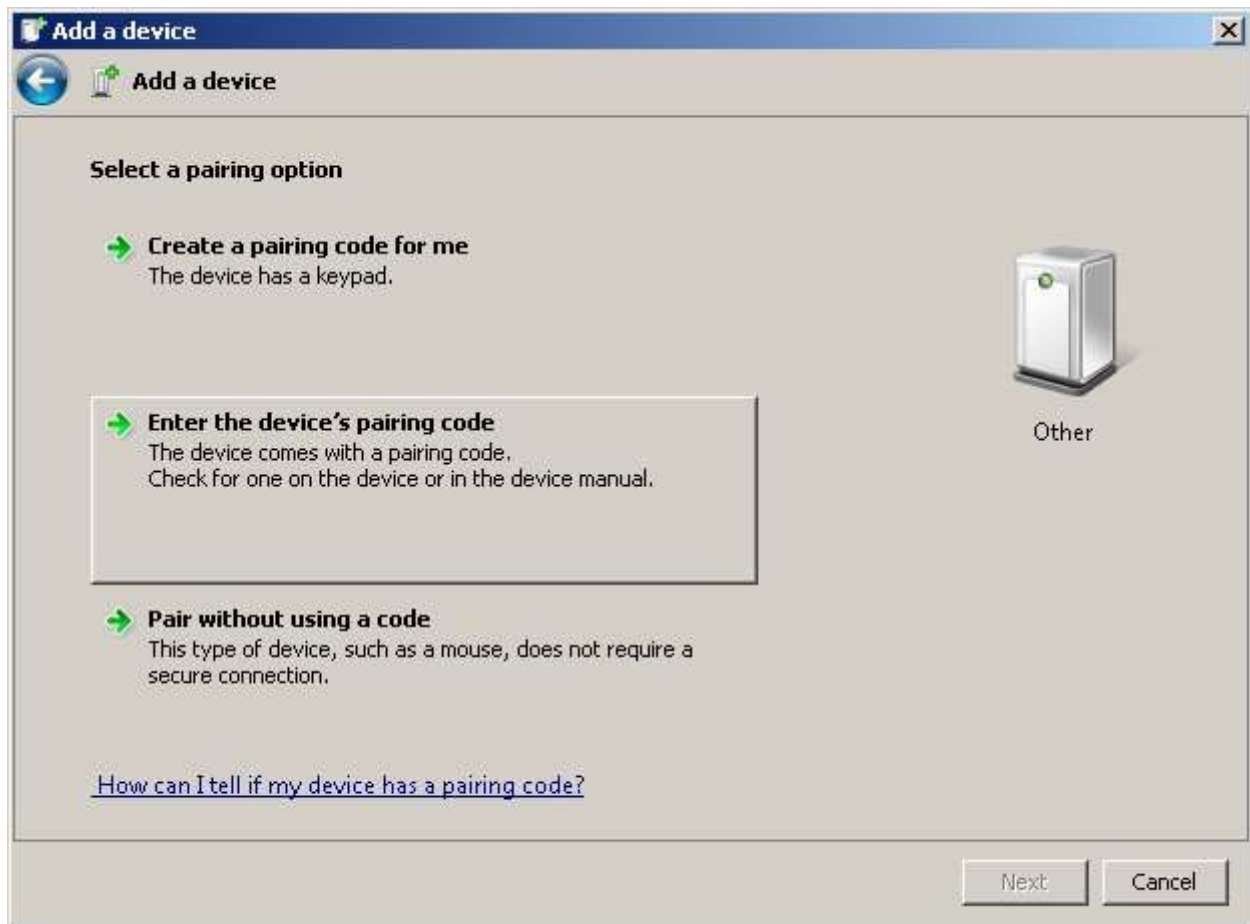 Add a device
Add a device
Select a pairing option
Create a pairing code for me
The device has a keypad.
Enter the device's pairing code
The device comes with a pairing code.
Check for one on the device or in the device manual.
Other
Pair without using a code
This type of device, such as a mouse, does not require a
secure connection.
How can I tell if my device has a pairing code?
Next
Cancel